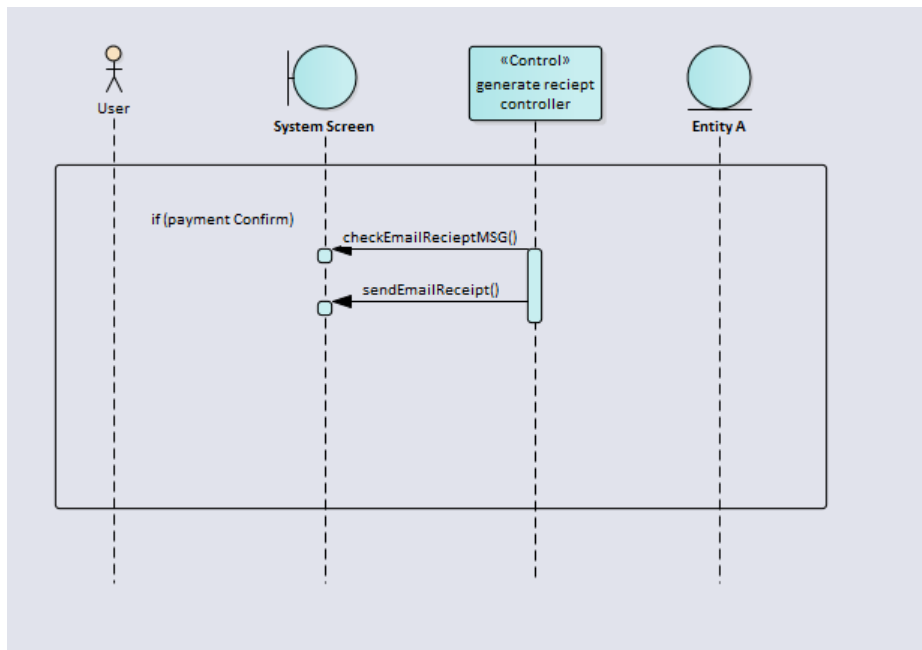 User
System Screen
«Control»
generate reciept
controller
Entity A
if (payment Confirm)
checkEmailRecieptMSG()
sendEmailReceipt()